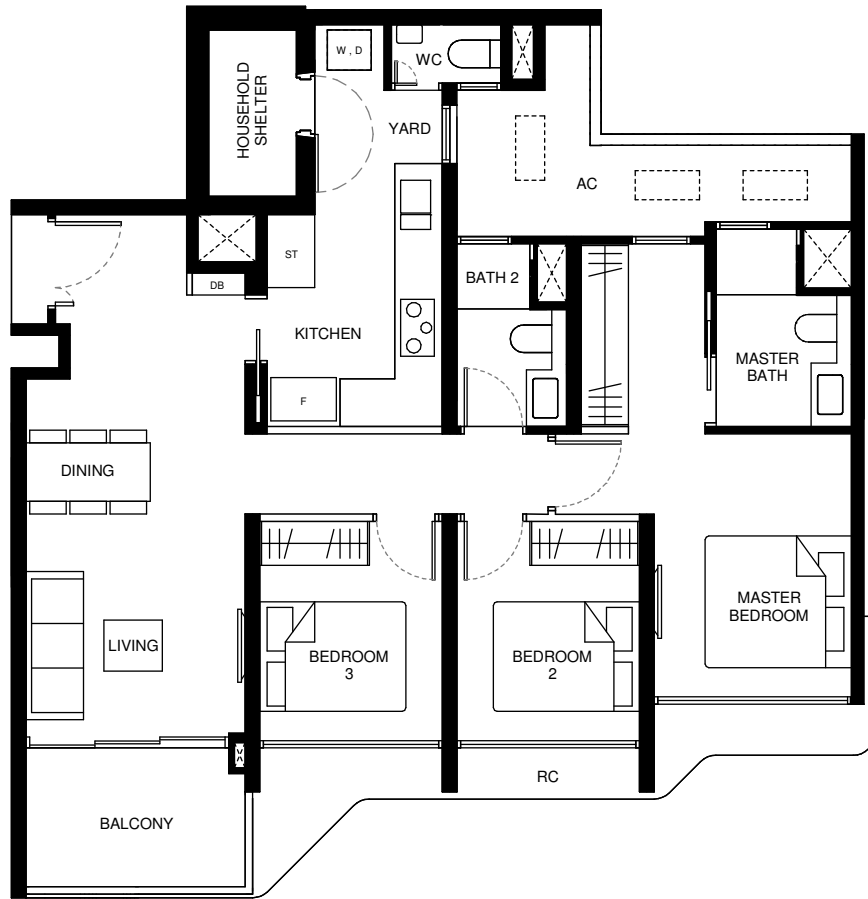 W , D
WC
HOUSEHOLD
SHELTER
YARD
AC
ST
BATH 2
DB
KITCHEN
MASTER
BATH
F
DINING
MASTER
BEDROOM
LIVING
BEDROOM
3
BEDROOM
2
RC
BALCONY